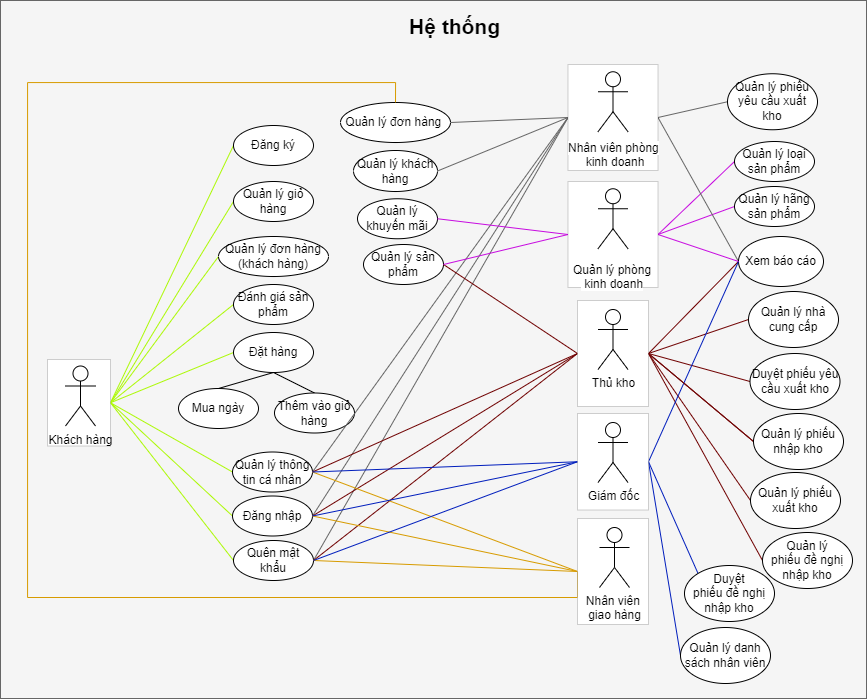 Hệ thống
Quản lý đơn hàng
Quản lý khách
hàng
Quản lý
khuyến mãi
Quản lý sản
phẩm
Nhân viên phòng
kinh doanh
Quản lý phòng
kinh doanh
Thủ kho
Giám đốc
Nhân viên
giao hàng
Quản lý phiếu
yêu cầu xuất
kho
Quản lý loại
sản phẩm
Quản lý hãng
sản phẩm
Xem báo cáo
Quản lý nhà
cung cấp
Duyệt phiếu yêu
cầu xuất kho
Quản lý phiếu
nhập kho
Quản lý phiếu
xuất kho
Quản lý
phiếu đề nghị
nhập kho
Duyệt
phiếu đề nghị
nhập kho
Quản lý danh
sách nhân viên
Đăng ký
Quản lý giỏ
hàng
Quản lý đơn hàng
(khách hàng)
Đánh giá sản
phẩm
Đặt hàng
Mua ngày
Thêm vào giỏ
hàng
Khách hàng
Quản lý thông
tin cá nhân
Đăng nhập
Quên mật
khẩu